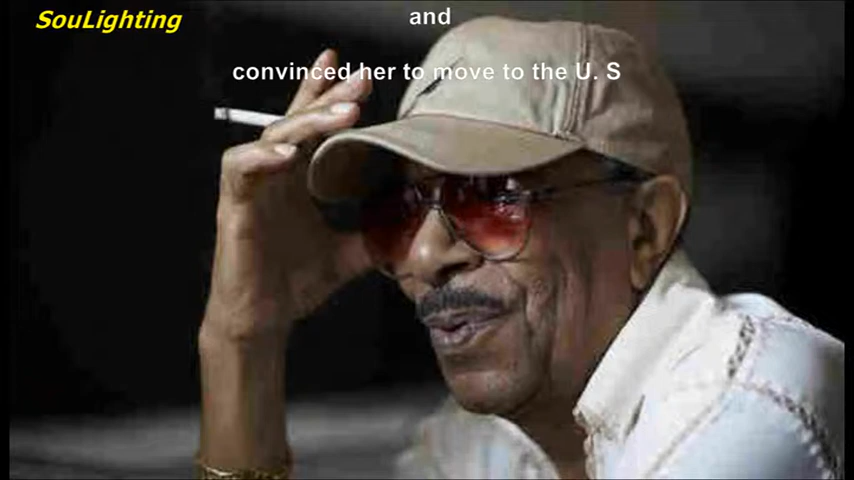 SouLighting
and
convinced her to move to the U. S